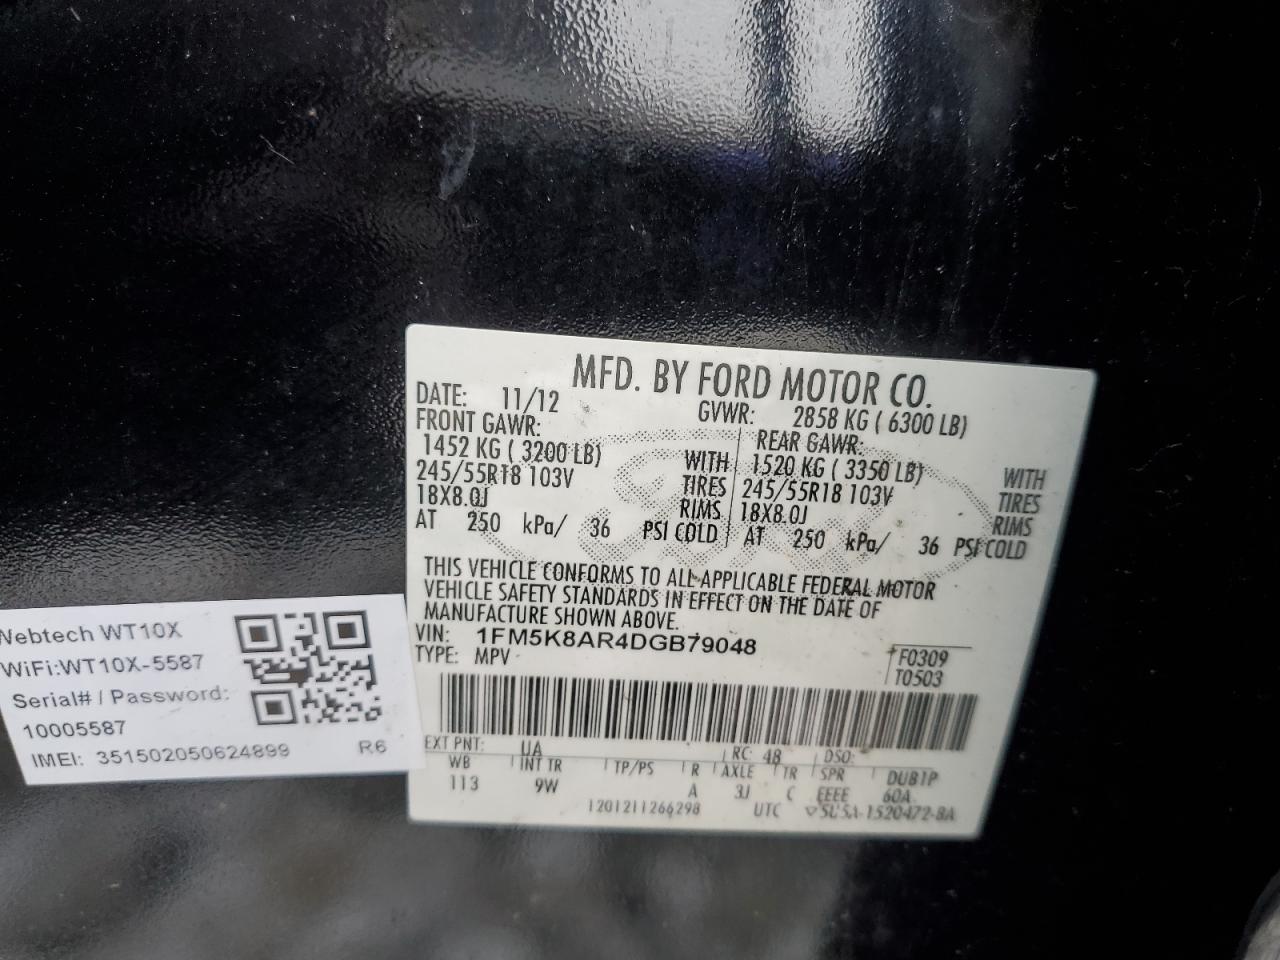 MFD. BY FORD MOTOR CO.
DATE: 11/12 GVWR: 2858 KG ( 6300 LB)
FRONT GAWR: REAR GAWR:
1452 KG ( 3200 LB) WITH 1520 KG ( 3350 LB) WITH
245/55R18 103V TIRES 245/55R18 103V TIRES
18X8.0J RIMS 18X8.0J RIMS
AT 250 kPa/ 36 PSI COLD AT 250 kPa/ 36 PSI COLD
THIS VEHICLE CONFORMS TO ALL APPLICABLE FEDERAL MOTOR
VEHICLE SAFETY STANDARDS IN EFFECT ON THE DATE OF
MANUFACTURE SHOWN ABOVE.
VIN: 1FM5K8AR4DGB79048
TYPE: MPV
F0309
T0503
EXT PNT: UA RC: 48 DSO:
WB INT TR TP/PS R AXLE TR SPR DUB1P
113 9W A 3J C EEEE 60A
1201211266298 UTC
Webtech WT10X
WiFi:WT10X-5587
Serial# / Password:
10005587
IMEI: 351502050624899 R6